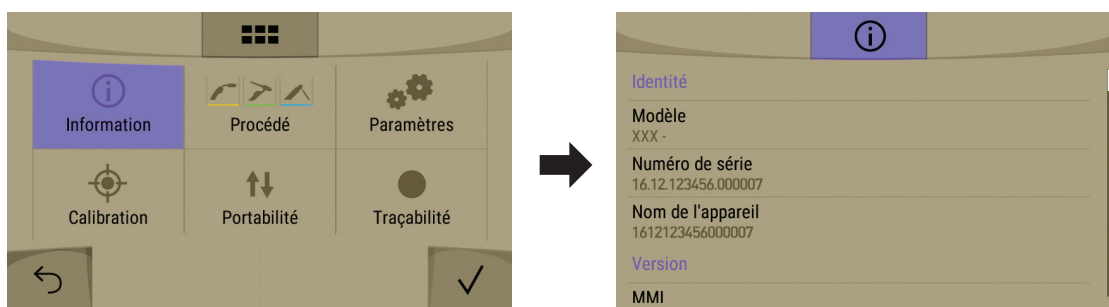 Information
Procédé
Paramètres
Calibration
Portabilité
Traçabilité
Identité
Modèle
XXX -
Numéro de série
16.12.123456.000007
Nom de l'appareil
1612123456000007
Version
MMI